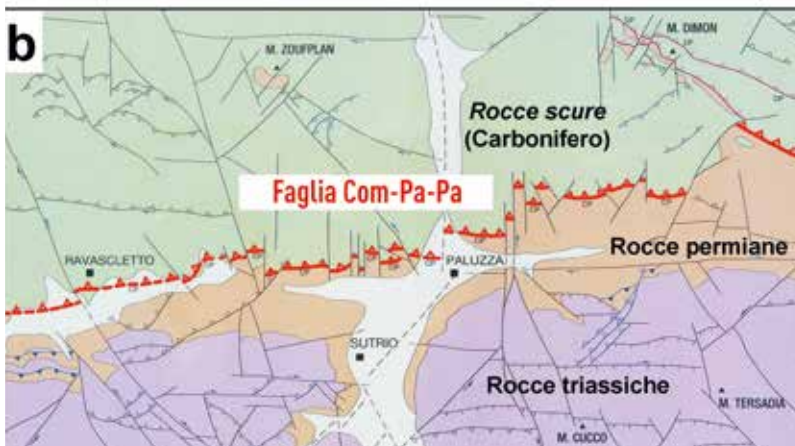 b
M. ZOUFPLAN
M. DIMON
Rocce scure
(Carbonifero)
Faglia Com-Pa-Pa
Rocce permiane
RAVASCLETTO
PALUZZA
SUTRIO
Rocce triassiche
M. TERSADIA
M. CUCCO